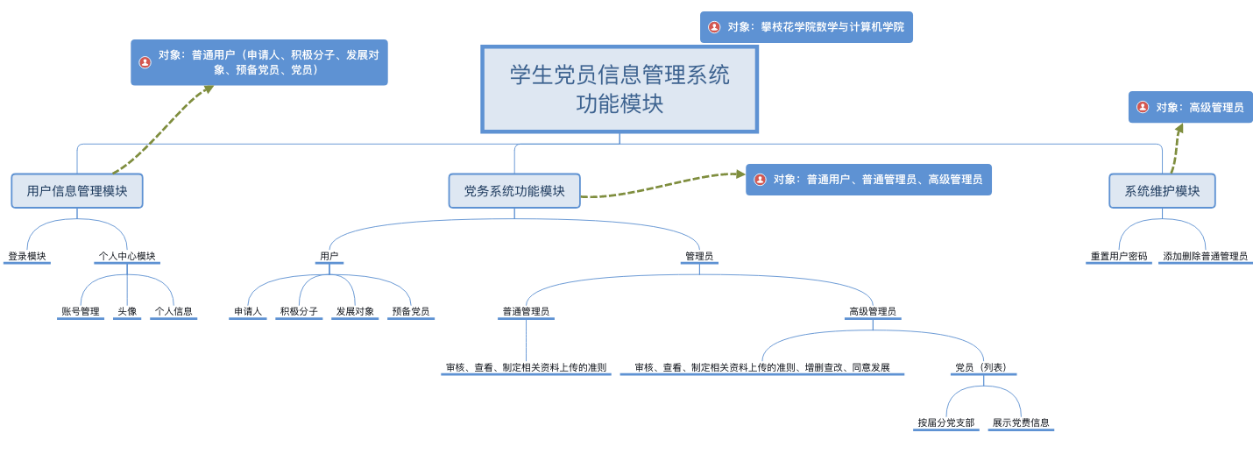 对象：攀枝花学院数学与计算机学院
对象：普通用户（申请人、积极分子、发展对
象、预备党员、党员）
学生党员信息管理系统
功能模块
对象：高级管理员
用户信息管理模块
党务系统功能模块
对象：普通用户、普通管理员、高级管理员
系统维护模块
登录模块
个人中心模块
用户
管理员
重置用户密码
添加删除普通管理员
账号管理
头像
个人信息
申请人
积极分子
发展对象
预备党员
普通管理员
高级管理员
审核、查看、制定相关资料上传的准则
审核、查看、制定相关资料上传的准则、增删查改、同意发展
党员（列表）
按届分党支部
展示党费信息